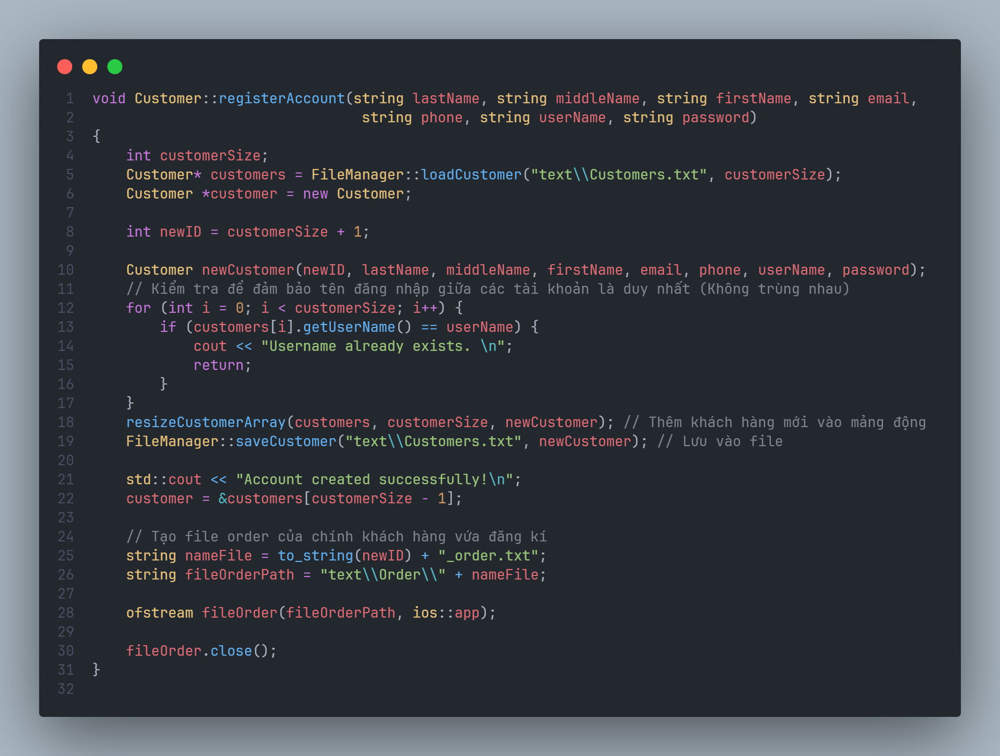 1 void Customer::registerAccount(string lastName, string middleName, string firstName, string email,
2                                 string phone, string userName, string password)
3 {
4     int customerSize;
5     Customer* customers = FileManager::loadCustomer("text\\Customers.txt", customerSize);
6     Customer *customer = new Customer;
7
8     int newID = customerSize + 1;
9
10     Customer newCustomer(newID, lastName, middleName, firstName, email, phone, userName, password);
11     // Kiểm tra để đảm bảo tên đăng nhập giữa các tài khoản là duy nhất (Không trùng nhau)
12     for (int i = 0; i < customerSize; i++) {
13         if (customers[i].getUserName() == userName) {
14             cout << "Username already exists. \n";
15             return;
16         }
17     }
18     resizeCustomerArray(customers, customerSize, newCustomer); // Thêm khách hàng mới vào mảng động
19     FileManager::saveCustomer("text\\Customers.txt", newCustomer); // Lưu vào file
20
21     std::cout << "Account created successfully!\n";
22     customer = &customers[customerSize - 1];
23
24     // Tạo file order của chính khách hàng vứa đăng kí
25     string nameFile = to_string(newID) + "_order.txt";
26     string fileOrderPath = "text\\Order\\" + nameFile;
27
28     ofstream fileOrder(fileOrderPath, ios::app);
29
30     fileOrder.close();
31 }
32